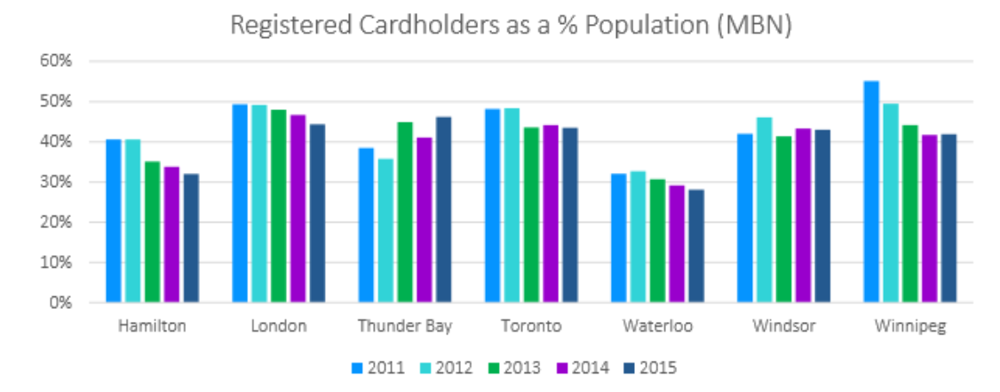 Registered Cardholders as a % Population (MBN)
60%
50%
40%
30%
20%
10%
0%
Hamilton London Thunder Bay Toronto Waterloo Windsor Winnipeg
2011 2012 2013 2014 2015